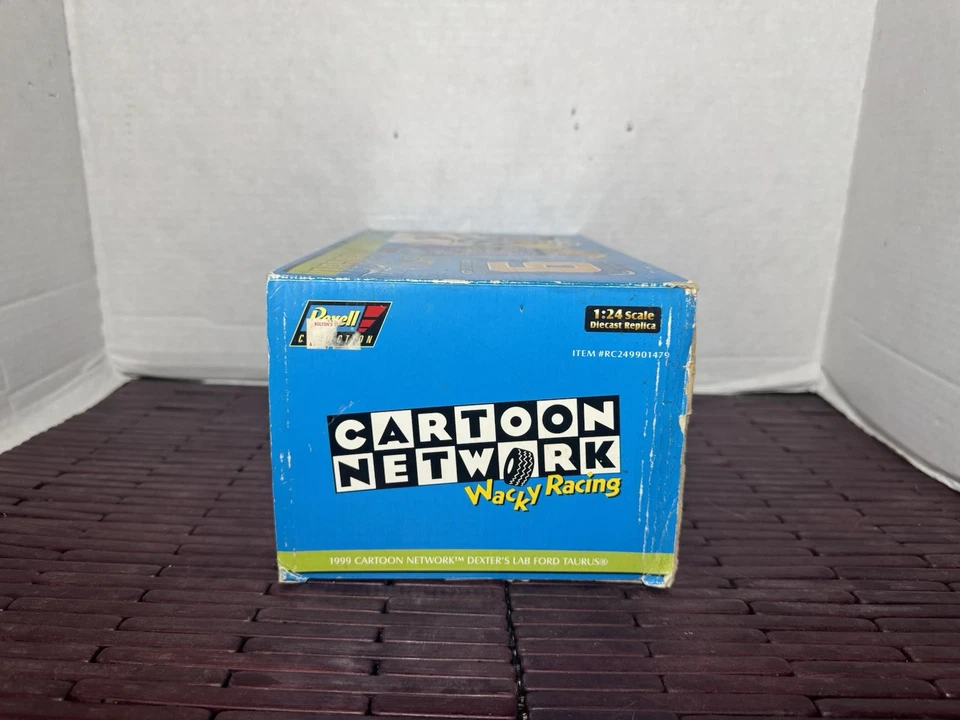 Revell
COLLECTION
1:24 Scale
Diecast Replica
ITEM #RC249901479
CARTOON
NETWORK
Wacky Racing
1999 CARTOON NETWORK™ DEXTER'S LAB FORD TAURUS®